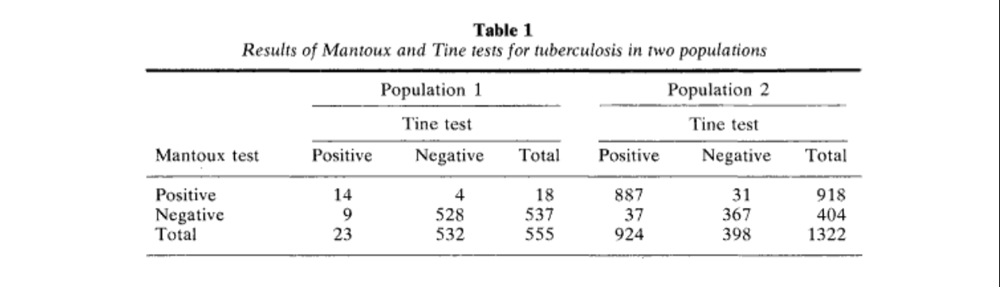 Table 1
Results of Mantoux and Tine tests for tuberculosis in two populations
Population 1 Population 2
Tine test Tine test
Mantoux test Positive Negative Total Positive Negative Total
Positive 14 4 18 887 31 918
Negative 9 528 537 37 367 404
Total 23 532 555 924 398 1322